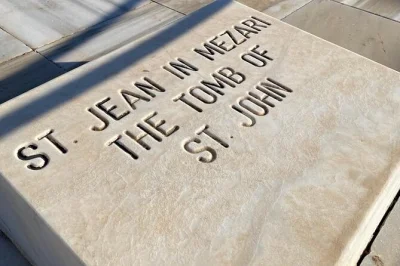 ST. JEAN IN MEZARI
THE TOMB OF
ST. JOHN